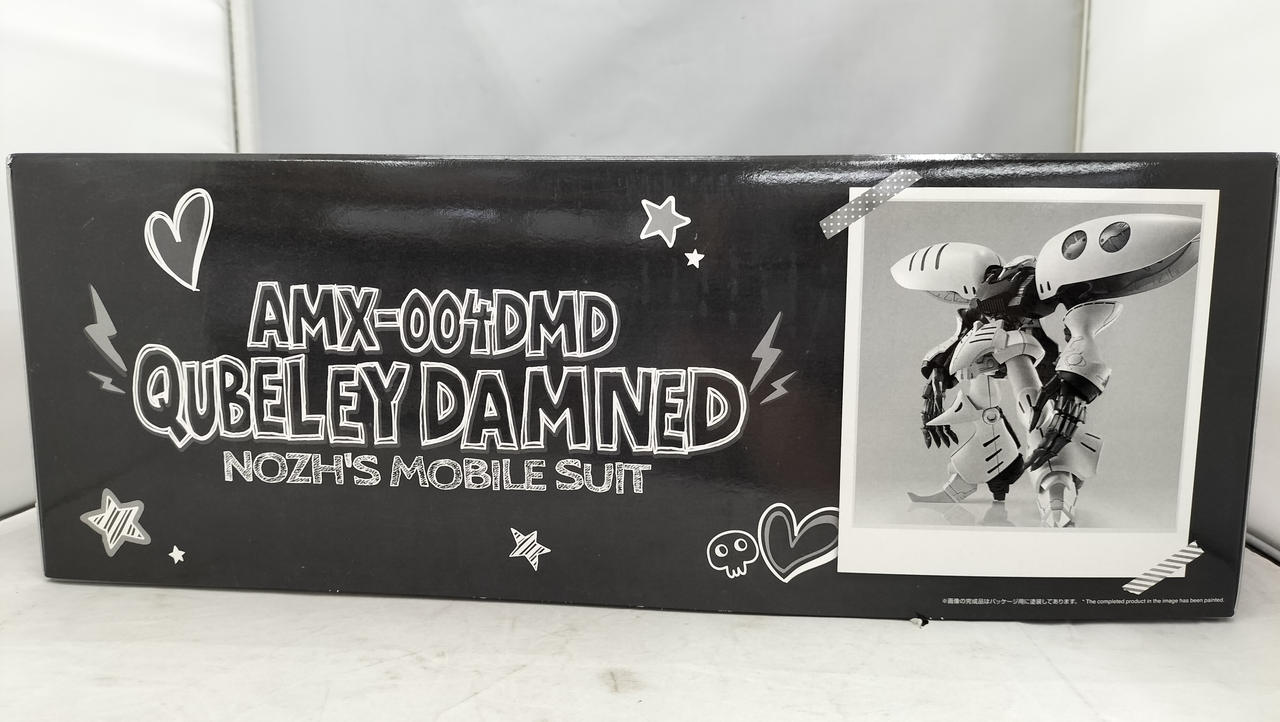 AMX-004DMD
QUBELEY DAMNED
NOZH'S MOBILE SUIT
※画像の完成品はパッケージ用に塗装してあります。 * The completed product in the image has been painted.